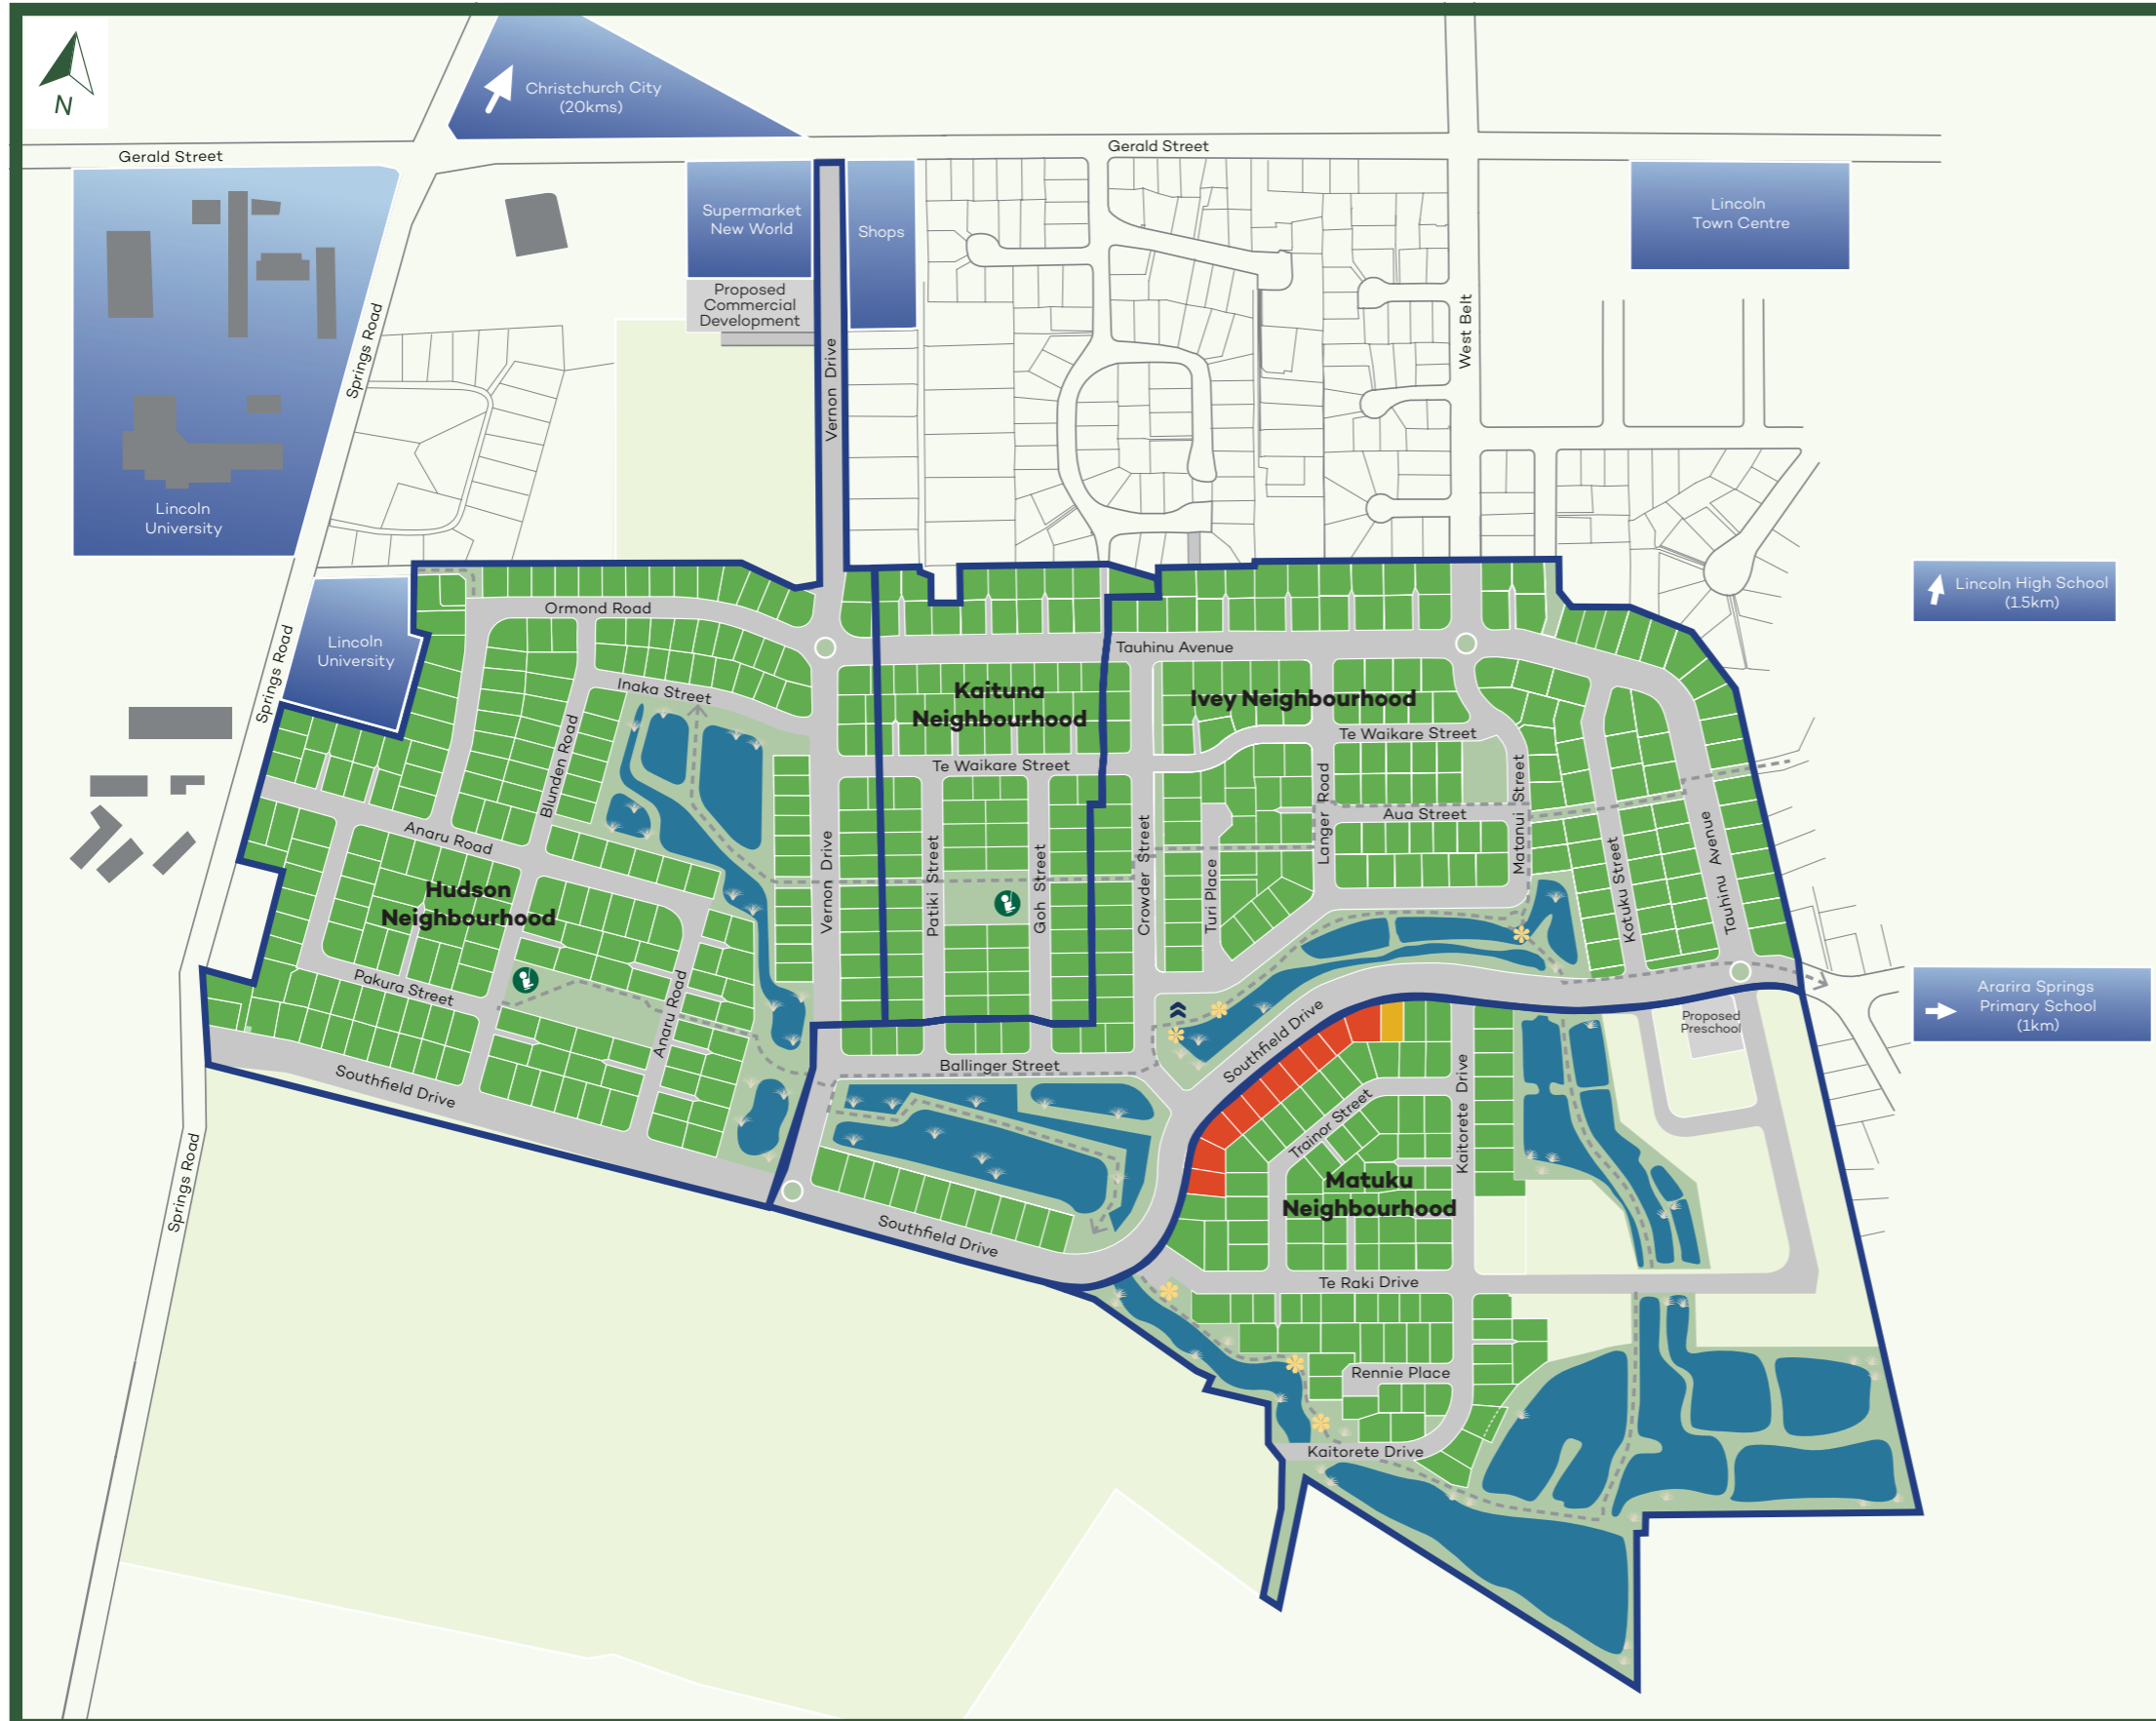 N
Christchurch City
(20kms)
Gerald Street
Gerald Street
Supermarket
New World
Shops
Lincoln
Town Centre
Proposed
Commercial
Development
Springs Road
Vernon Drive
West Belt
Lincoln
University
Lincoln High School
(1.5km)
Ormond Road
Lincoln
University
Springs Road
Tauhinu Avenue
Inaka Street
Kaituna
Neighbourhood
Ivey Neighbourhood
Te Waikare Street
Te Waikare Street
Blunden Road
Langer Road
Matanui Street
Aua Street
Anaru Road
Vernon Drive
Patiki Street
Goh Street
Crowder Street
Turi Place
Kotuku Street
Tauhinu Avenue
Hudson
Neighbourhood
Pakura Street
Anaru Road
Ararira Springs
Primary School
(1km)
Proposed
Preschool
Southfield Drive
Ballinger Street
Southfield Drive
Kaitorete Drive
Trainor Street
Springs Road
Matuku
Neighbourhood
Southfield Drive
Te Raki Drive
Rennie Place
Kaitorete Drive